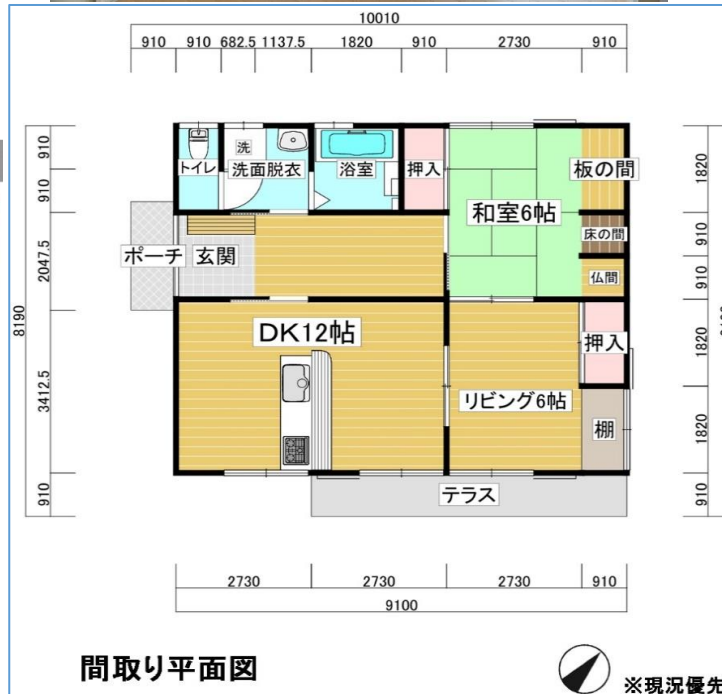 10010
910 910 682.5 1137.5 1820 910 2730 910
910
910
2047.5
8190
3412.5
910
トイレ
洗
洗面脱衣
浴室
押入
和室6帖
板の間
床の間
仏間
ポーチ
玄関
DK12帖
リビング6帖
押入
棚
テラス
1820
910
910
1820
1820
910
2730 2730 2730 910
9100
間取り平面図
※現況優先